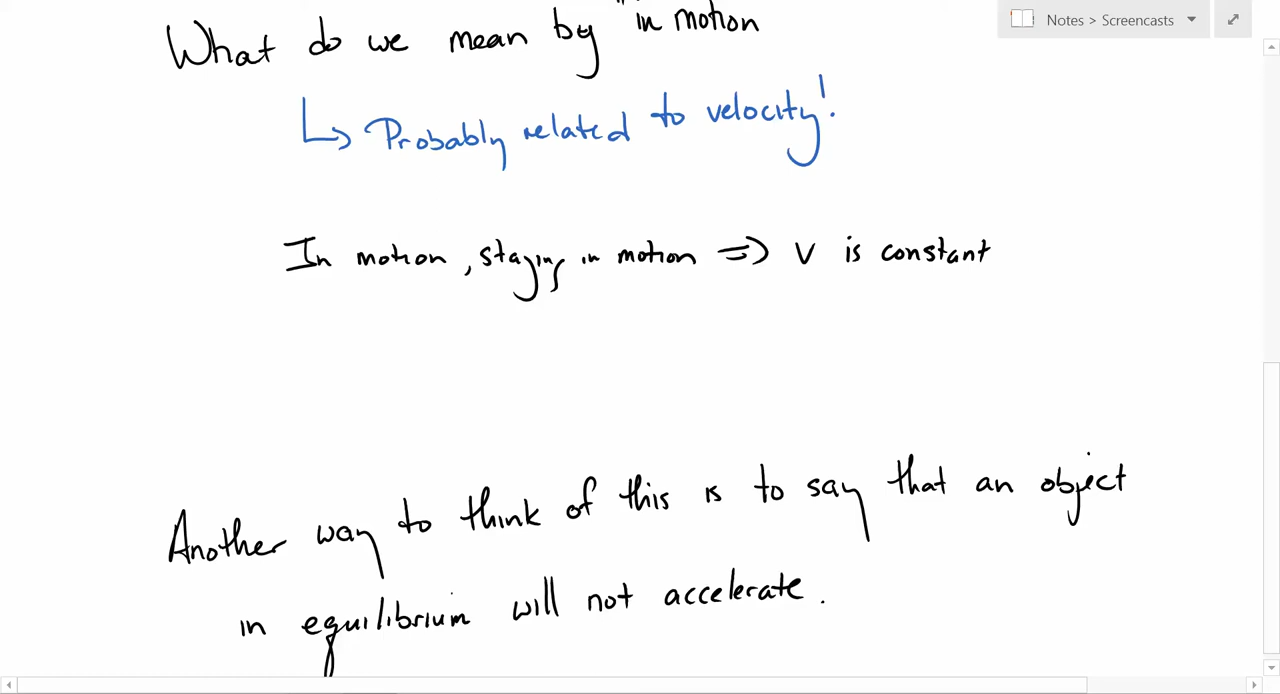 Notes > Screencasts
What do we mean by "in motion
Probably related to velocity!
In motion, staying in motion => v is constant
Another way to think of this is to say that an object
in equilibrium will not accelerate.